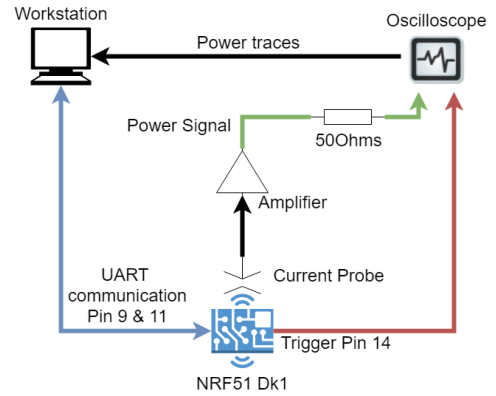 Workstation
Oscilloscope
Power traces
Power Signal
50Ohms
Amplifier
Current Probe
UART
communication
Pin 9 & 11
Trigger Pin 14
NRF51 Dk1